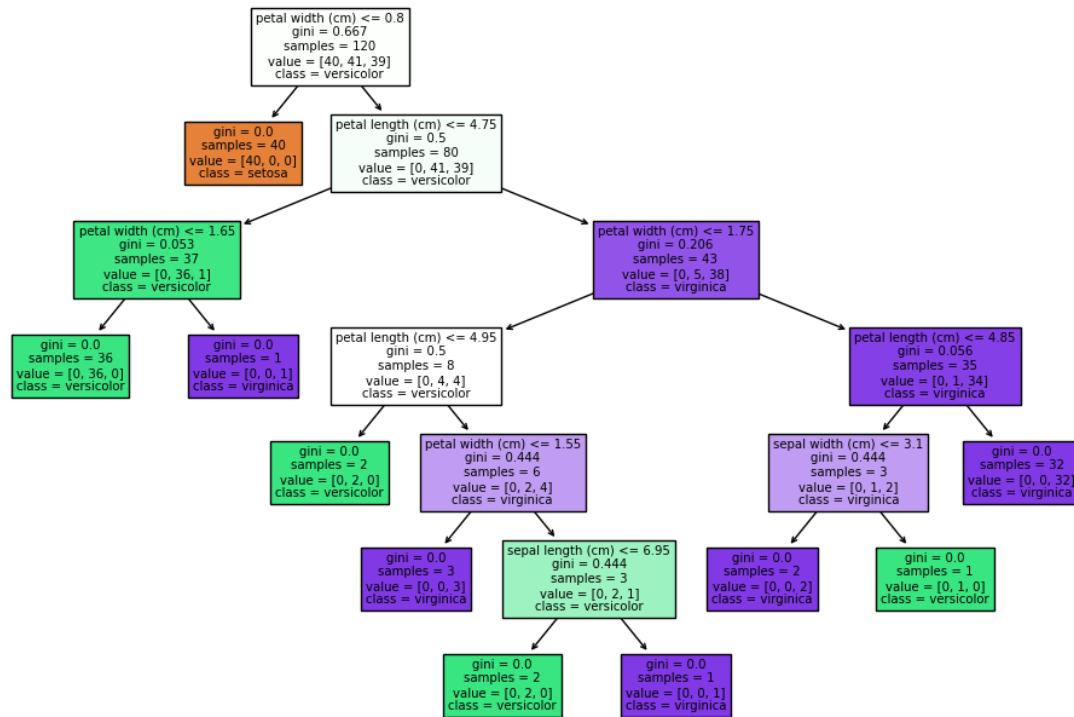 petal width (cm) <= 0.8
gini = 0.667
samples = 120
value = [40, 41, 39]
class = versicolor
gini = 0.0
samples = 40
value = [40, 0, 0]
class = setosa
petal length (cm) <= 4.75
gini = 0.5
samples = 80
value = [0, 41, 39]
class = versicolor
petal width (cm) <= 1.65
gini = 0.053
samples = 37
value = [0, 36, 1]
class = versicolor
petal width (cm) <= 1.75
gini = 0.206
samples = 43
value = [0, 5, 38]
class = virginica
gini = 0.0
samples = 36
value = [0, 36, 0]
class = versicolor
gini = 0.0
samples = 1
value = [0, 0, 1]
class = virginica
petal length (cm) <= 4.95
gini = 0.5
samples = 8
value = [0, 4, 4]
class = versicolor
petal length (cm) <= 4.85
gini = 0.056
samples = 35
value = [0, 1, 34]
class = virginica
gini = 0.0
samples = 2
value = [0, 2, 0]
class = versicolor
petal width (cm) <= 1.55
gini = 0.444
samples = 6
value = [0, 2, 4]
class = virginica
sepal width (cm) <= 3.1
gini = 0.444
samples = 3
value = [0, 1, 2]
class = virginica
gini = 0.0
samples = 32
value = [0, 0, 32]
class = virginica
gini = 0.0
samples = 3
value = [0, 0, 3]
class = virginica
sepal length (cm) <= 6.95
gini = 0.444
samples = 3
value = [0, 2, 1]
class = versicolor
gini = 0.0
samples = 2
value = [0, 0, 2]
class = virginica
gini = 0.0
samples = 1
value = [0, 1, 0]
class = versicolor
gini = 0.0
samples = 2
value = [0, 2, 0]
class = versicolor
gini = 0.0
samples = 1
value = [0, 0, 1]
class = virginica